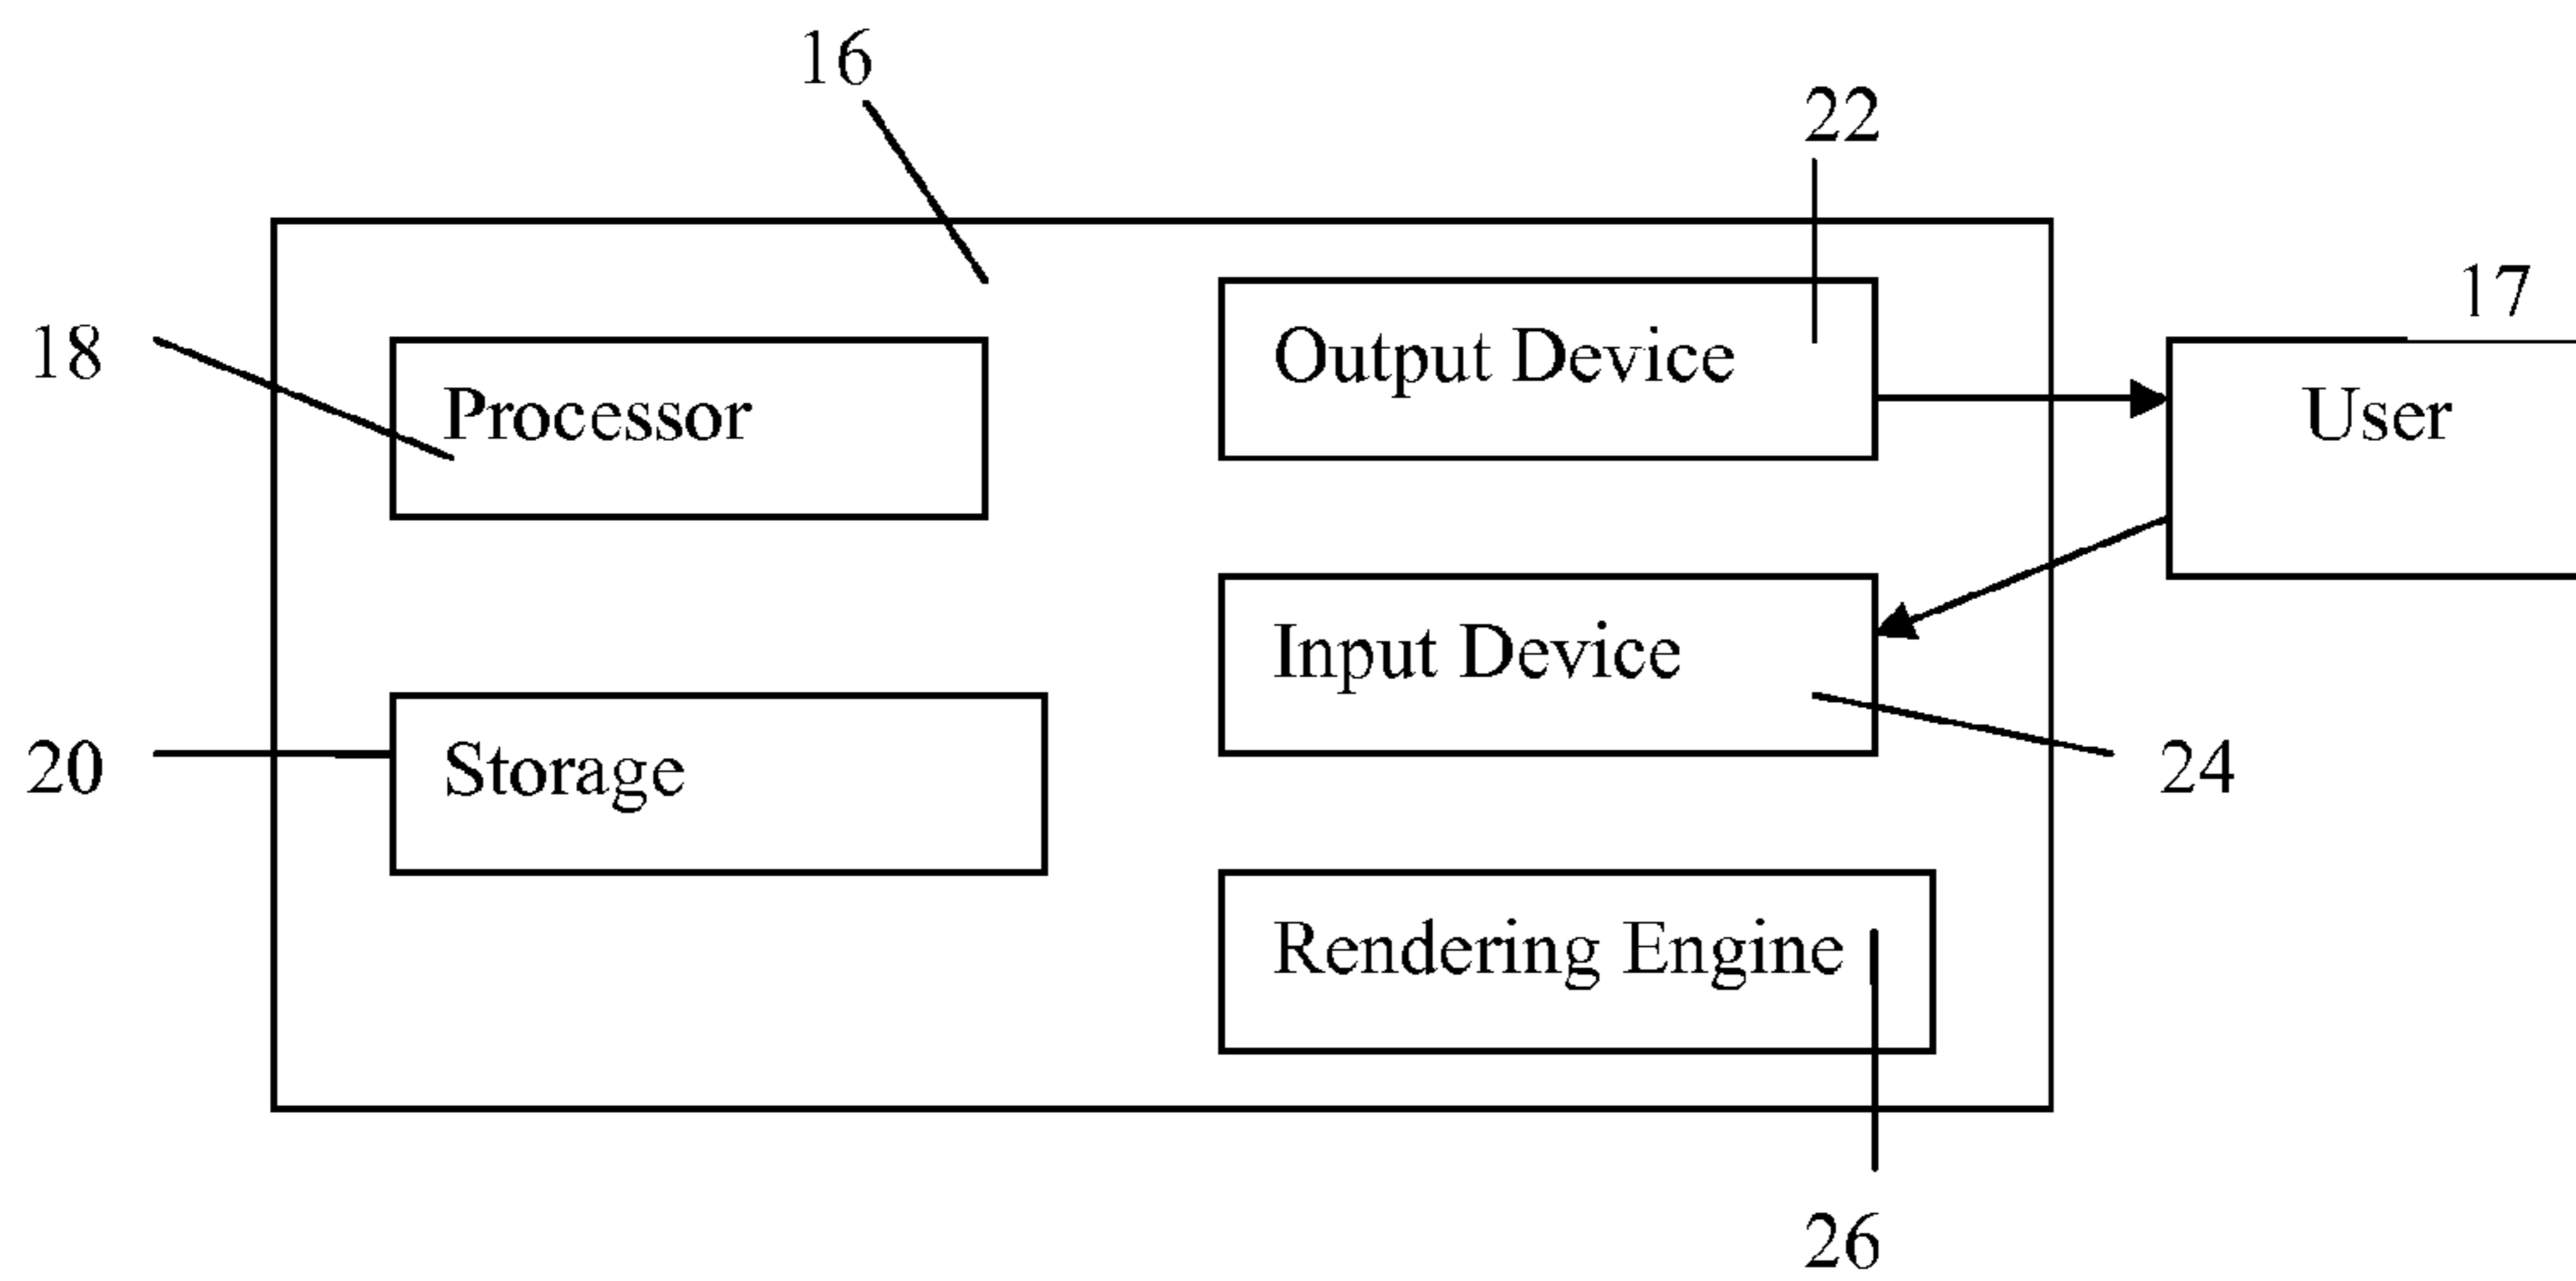 16
22
17
18
Processor
Output Device
User
Input Device
20
Storage
24
Rendering Engine
26